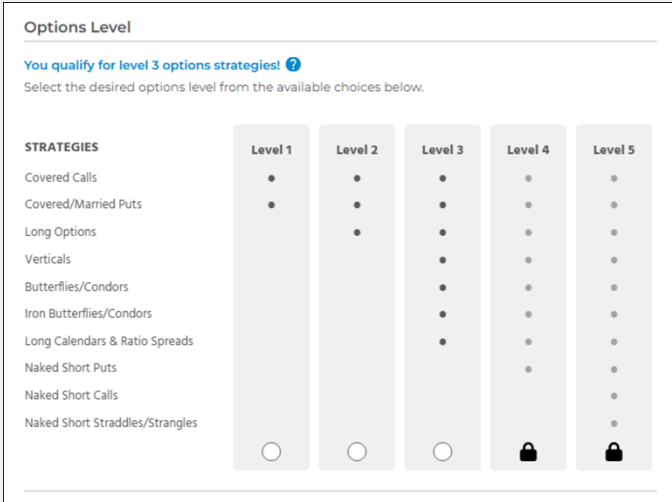 Options Level
You qualify for level 3 options strategies! ?
Select the desired options level from the available choices below.
STRATEGIES Level 1 Level 2 Level 3 Level 4 Level 5
Covered Calls
Covered/Married Puts
Long Options
Verticals
Butterflies/Condors
Iron Butterflies/Condors
Long Calendars & Ratio Spreads
Naked Short Puts
Naked Short Calls
Naked Short Straddles/Strangles